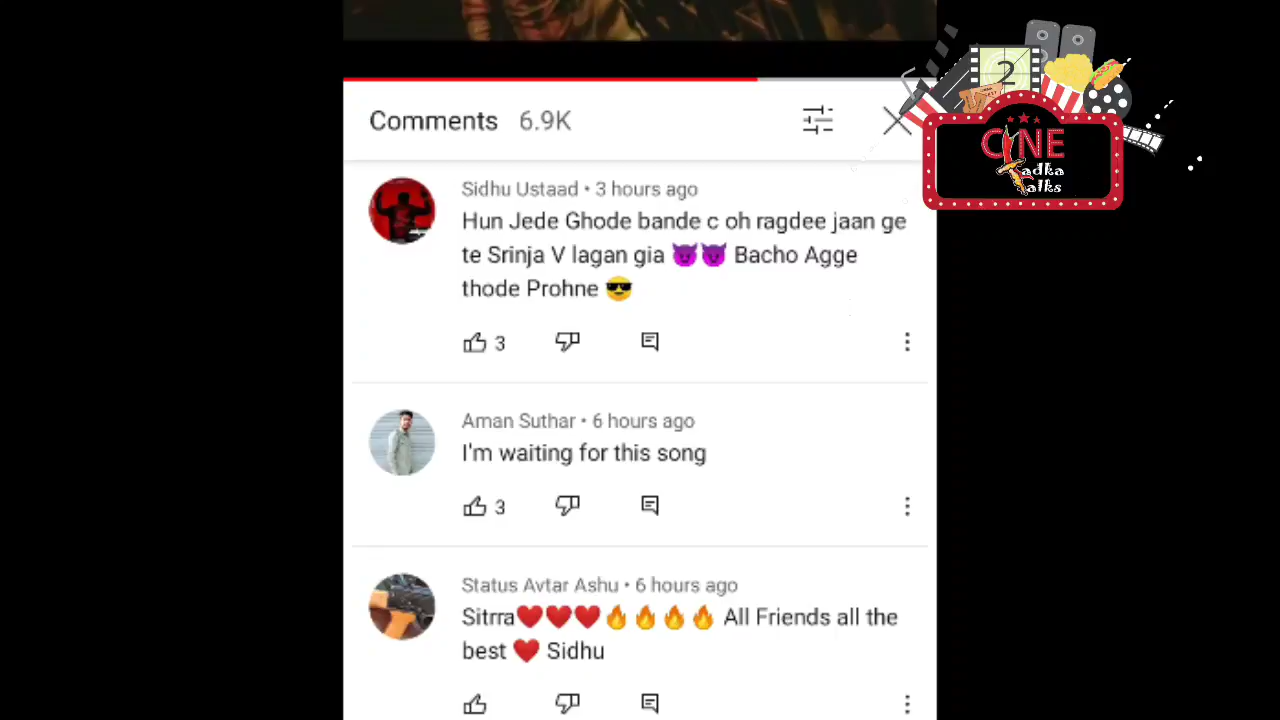 Comments 6.9K
2
CINE
Tadka
Talks
Sidhu Ustaad • 3 hours ago
Hun Jede Ghode bande c oh ragdee jaan ge
te Srinja V lagan gia 😈😈 Bacho Agge
thode Prohne 😎
3
Aman Suthar • 6 hours ago
I'm waiting for this song
3
Status Avtar Ashu • 6 hours ago
Sitrra❤️❤️❤️🔥🔥🔥🔥 All Friends all the
best ❤️ Sidhu